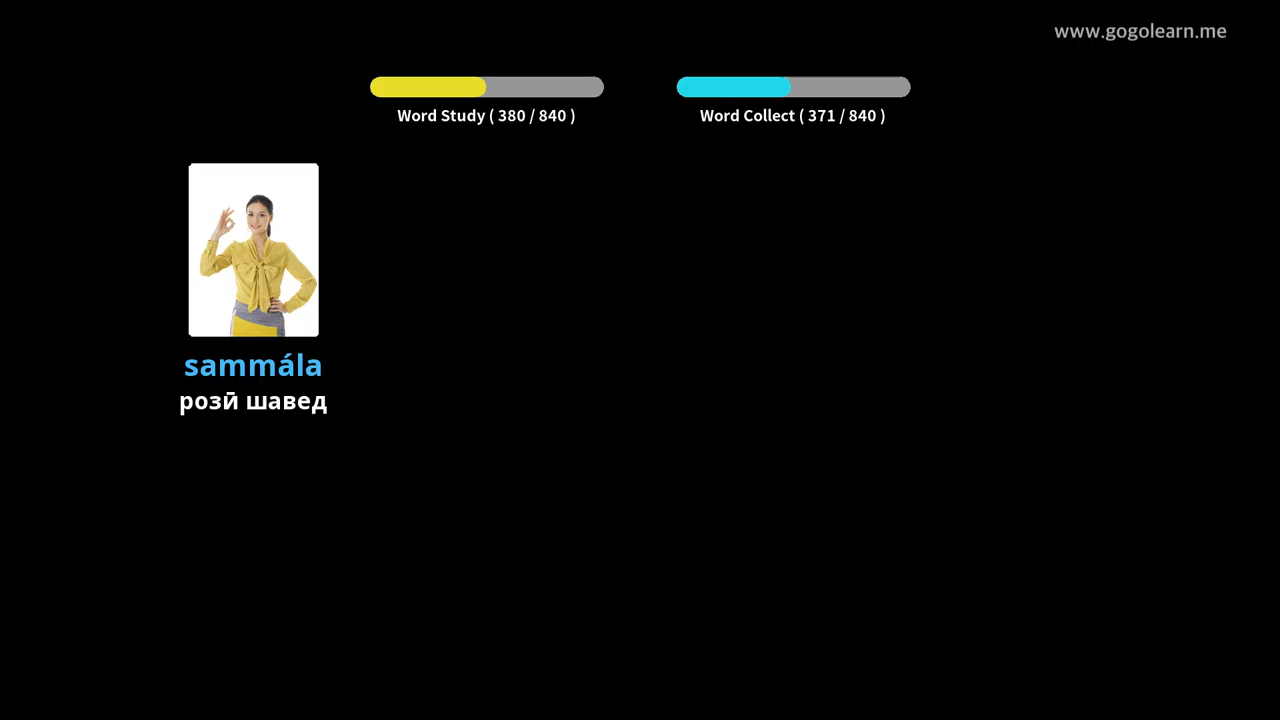 www.gogolearn.me
Word Study ( 380 / 840 )
Word Collect ( 371 / 840 )
sammála
розӣ шавед